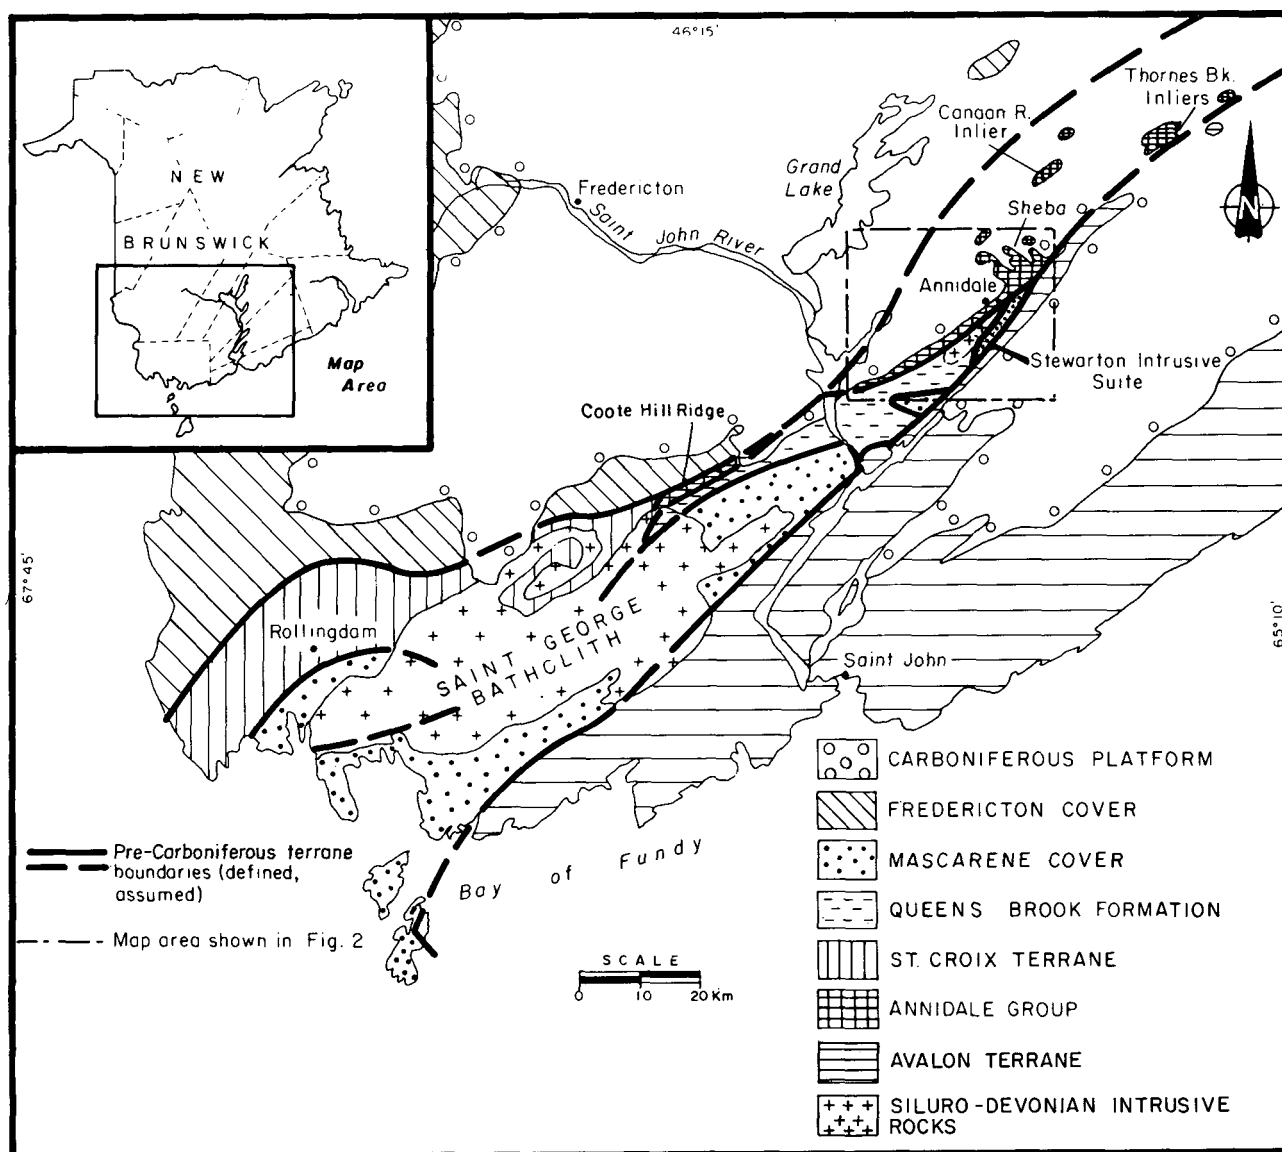 46°15'
NEW
BRUNSWICK
Map
Area
Thornes Bk.
Inliers
Canaan R.
Inlier
Grand
Lake
Fredericton
Saint John River
Sheba
N
Annidale
Stewarton Intrusive
Suite
Coote Hill Ridge
67°45'
65°10'
Rollingdam
SAINT GEORGE
BATHOLITH
Saint John
Bay of Fundy
Pre-Carboniferous terrane
boundaries (defined,
assumed)
Map area shown in Fig. 2
SCALE
0 10 20 Km
CARBONIFEROUS PLATFORM
FREDERICTON COVER
MASCARENE COVER
QUEENS BROOK FORMATION
ST. CROIX TERRANE
ANNIDALE GROUP
AVALON TERRANE
SILURO-DEVONIAN INTRUSIVE
ROCKS